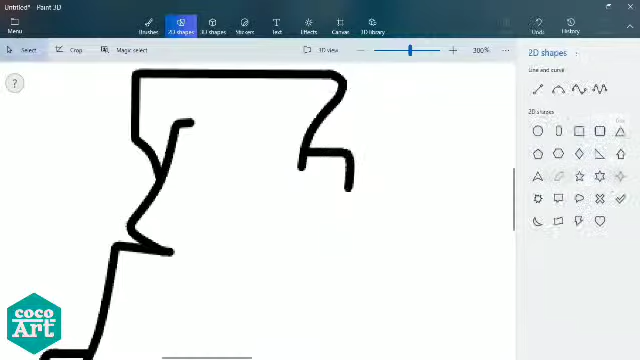 Untitled* - Paint 3D
Menu
Brushes
2D shapes
3D shapes
Stickers
Text
Effects
Canvas
3D library
Undo
History
Select
Crop
Magic select
3D view
300%
2D shapes
Line and curve
2D shapes
?
coco
Art